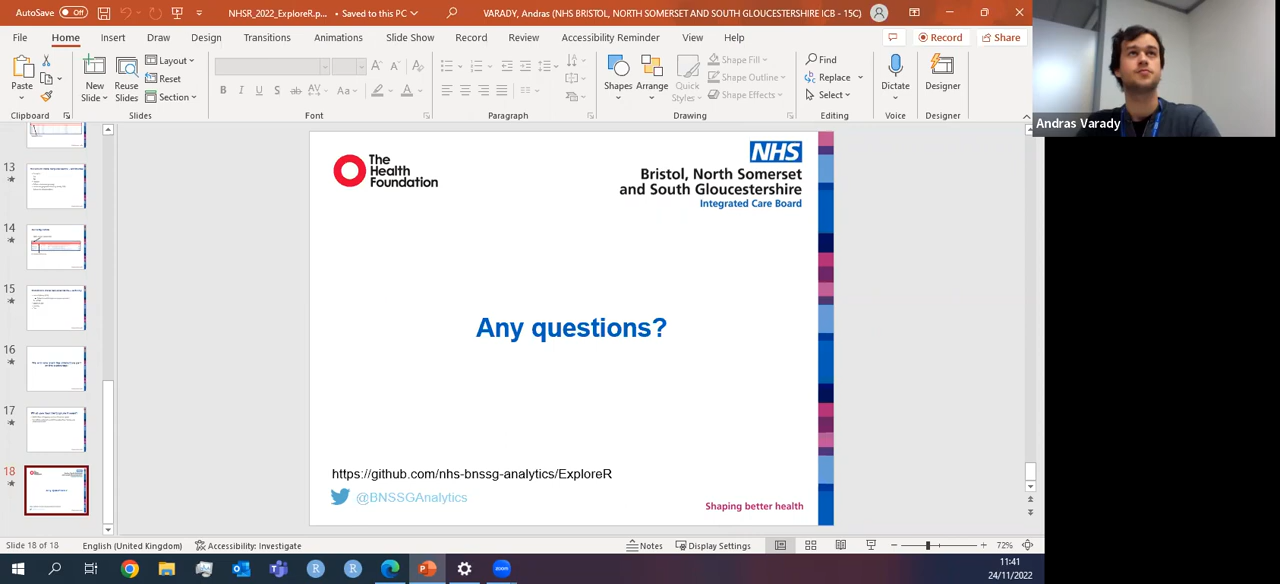 AutoSave
Off
NHSR_2022_ExploreR.p... • Saved to this PC
VARADY, Andras (NHS BRISTOL, NORTH SOMERSET AND SOUTH GLOUCESTERSHIRE ICB - 15C)
File Home Insert Draw Design Transitions Animations Slide Show Record Review Accessibility Reminder View Help
Record
Share
Paste
New
Slide
Reuse
Slides
Layout
Reset
Section
B I U S ab AV Aa A
Shapes
Arrange
Quick
Styles
Shape Fill
Shape Outline
Shape Effects
Find
Replace
Select
Dictate
Designer
Clipboard
Slides
Font
Paragraph
Drawing
Editing
Voice
Designer
Andras Varady
13
14
15
16
17
18
The
Health
Foundation
NHS
Bristol, North Somerset
and South Gloucestershire
Integrated Care Board
Any questions?
https://github.com/nhs-bnssg-analytics/ExploreR
@BNSSGAnalytics
Shaping better health
Slide 18 of 18
English (United Kingdom)
Accessibility: Investigate
Notes
Display Settings
72%
zoom
11:41
24/11/2022